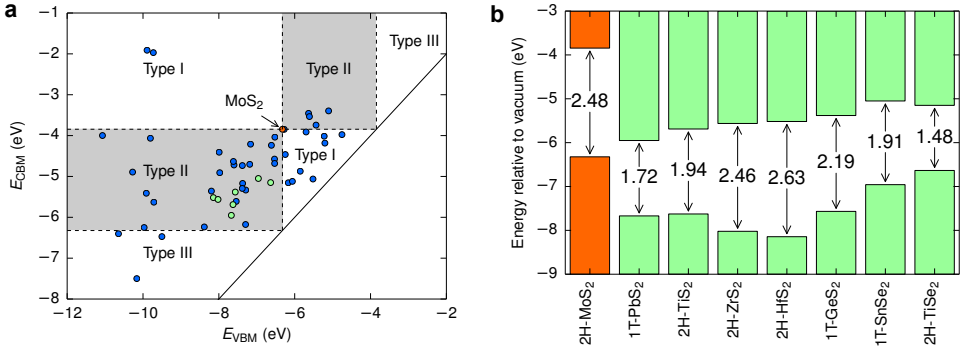 a
−1
−2
−3
−4
−5
−6
−7
−8
E_CBM (eV)
−12
−10
−8
−6
−4
−2
E_VBM (eV)
Type III
Type I
Type II
MoS₂
Type I
Type II
Type III
b
−3
−4
−5
−6
−7
−8
−9
Energy relative to vacuum (eV)
2.48
1.72
1.94
2.46
2.63
2.19
1.91
1.48
2H-MoS₂
1T-PbS₂
2H-TiS₂
2H-ZrS₂
2H-HfS₂
1T-GeS₂
1T-SnSe₂
2H-TiSe₂